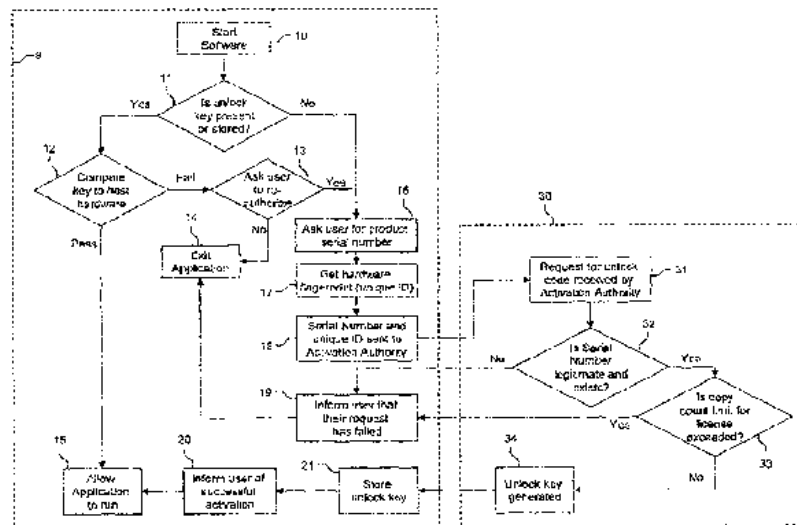 Start
Software
10
9
11
Is unlock
key present
or stored?
Yes
No
12
Compare
key to host
hardware
Fail
13
Ask user
to re-
authorize
Yes
No
Pass
14
Exit
Application
16
Ask user for product
serial number
17
Get hardware
fingerprint (unique ID)
18
Serial Number and
unique ID sent to
Activation Authority
30
Request for unlock
code received by
Activation Authority
31
32
Is Serial
Number
legitimate and
exists?
No
Yes
19
Inform user that
their request
has failed
Is copy
count limit for
license
exceeded?
Yes
33
No
15
Allow
Application
to run
20
Inform user of
successful
activation
21
Store
unlock key
34
Unlock key
generated